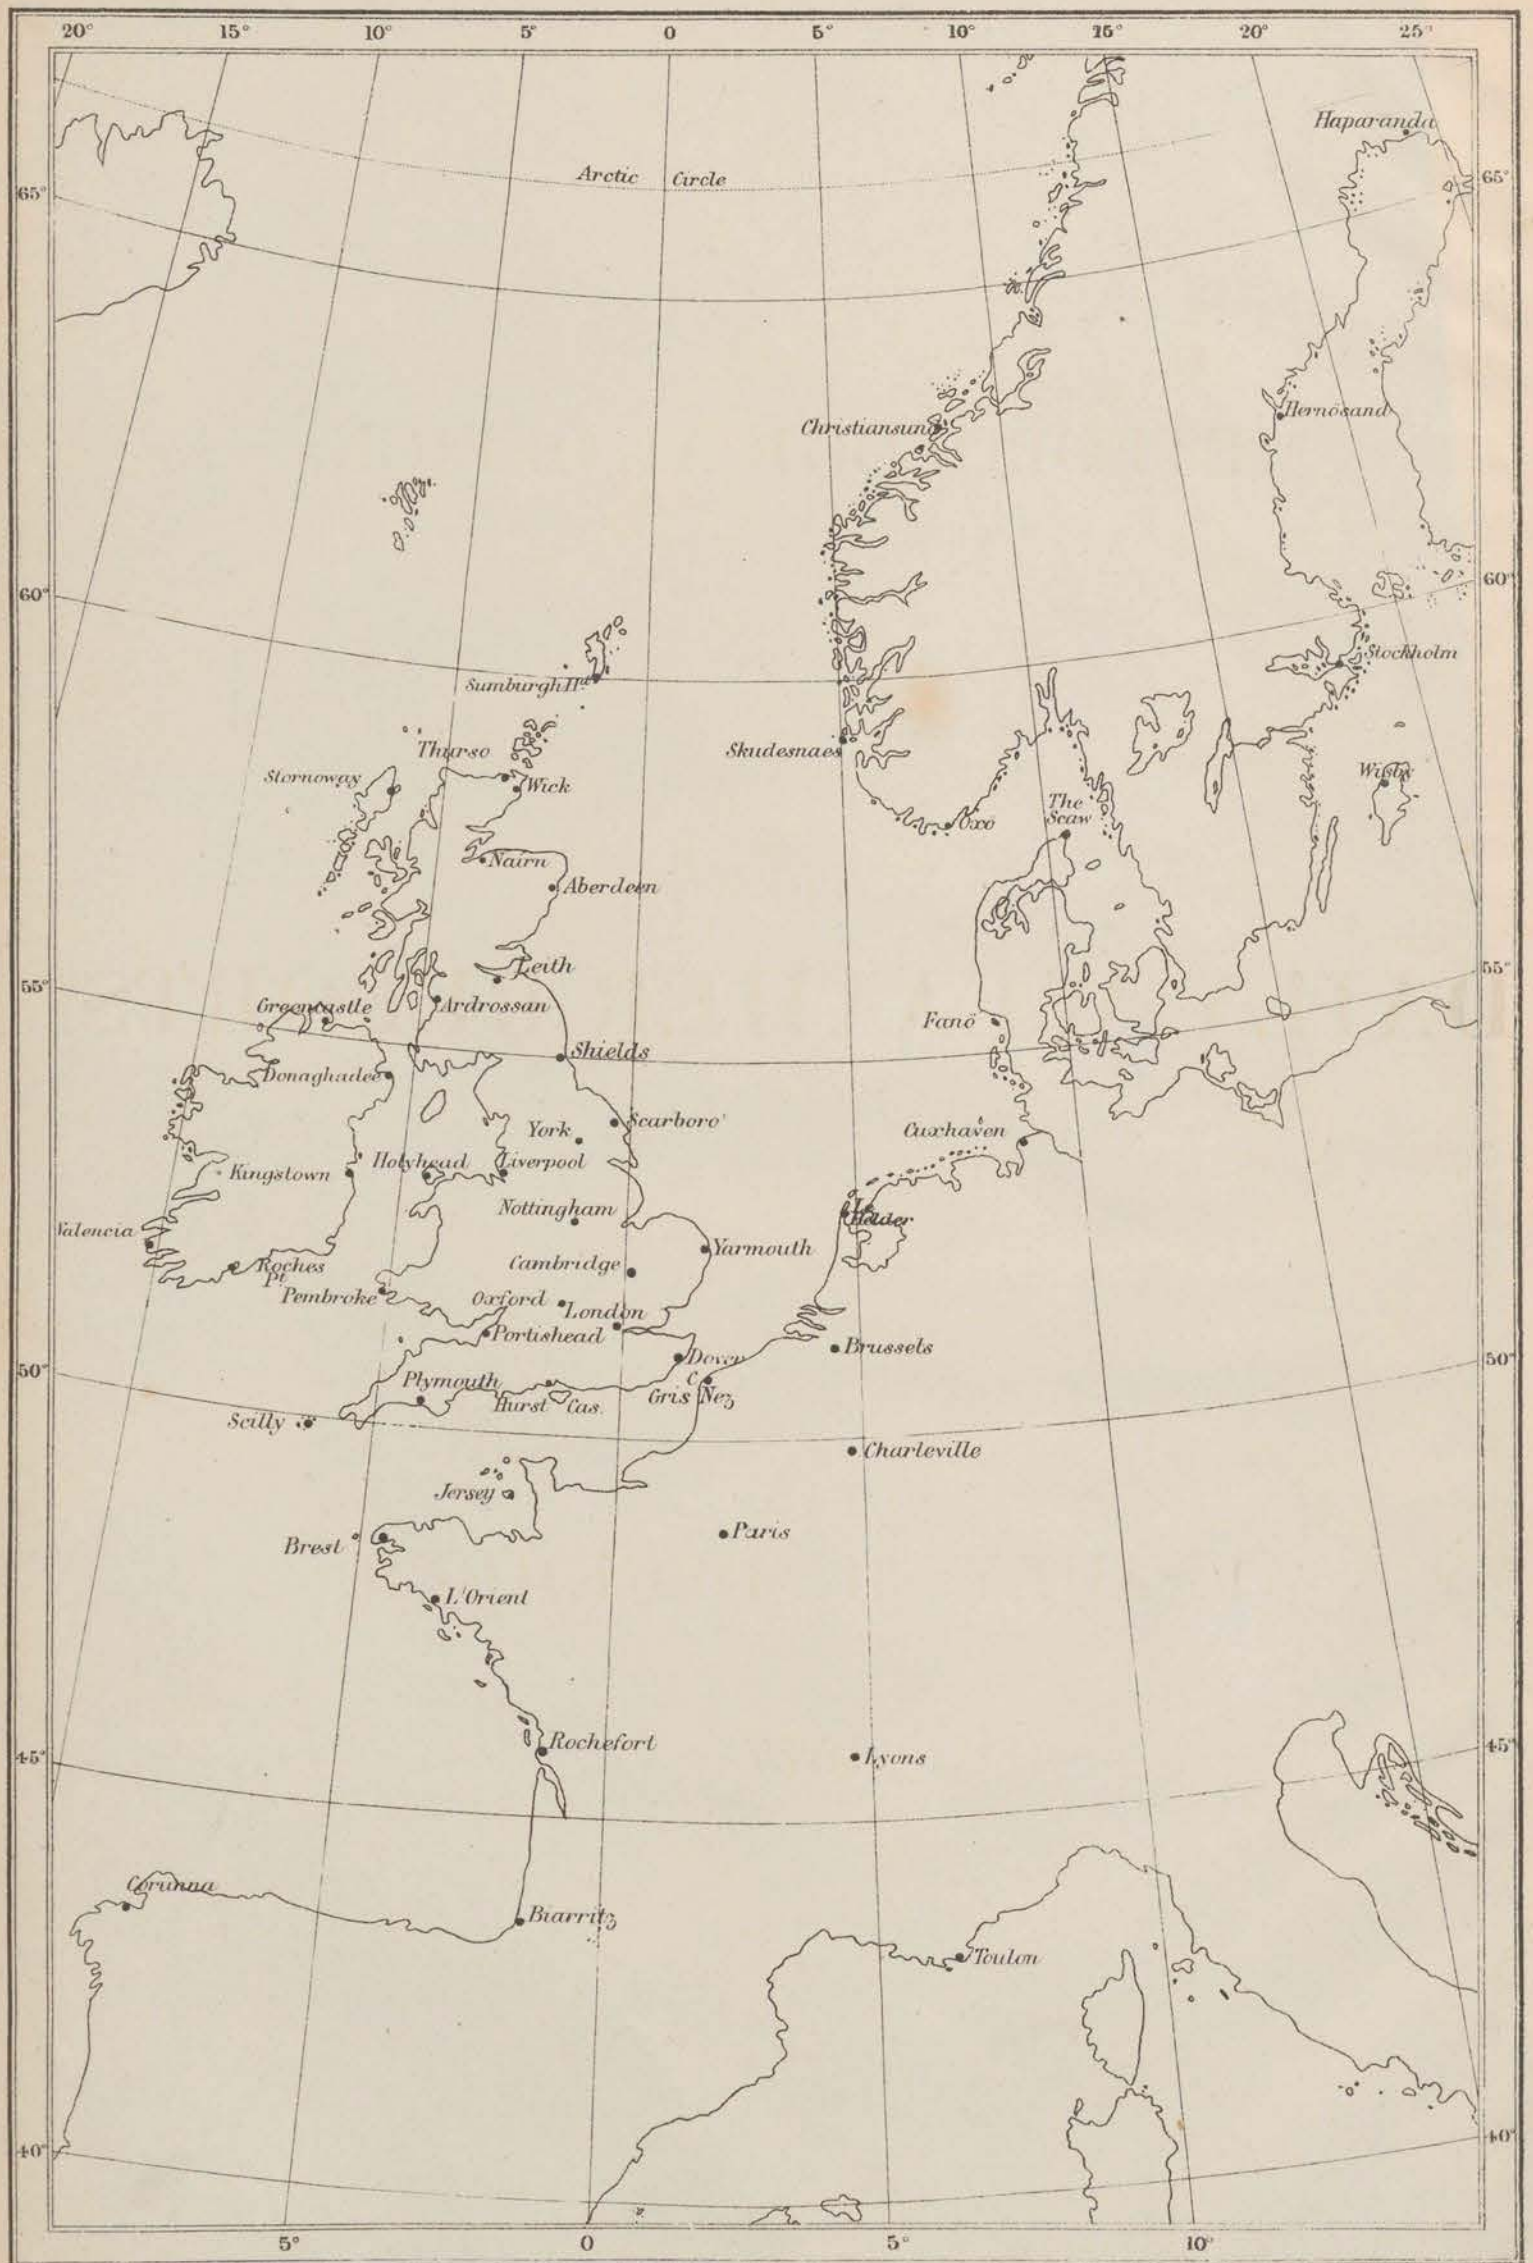 20° 15° 10° 5° 0 5° 10° 15° 20° 25°
Haparanda
Arctic Circle
65° 65°
Hernösand
Christiansund
60° 60°
Stockholm
Sumburgh Hd
Skudesnaes
Thurso
Stornoway
Wick
Wisby
The
Scaw
Oxö
Nairn
Aberdeen
Leith
55° 55°
Greencastle
Ardrossan
Fanö
Shields
Donaghadee
Scarboro'
York
Cuxhaven
Kingstown
Holyhead
Liverpool
Nottingham
Helder
Valencia
Yarmouth
Roches
Pt.
Cambridge
Pembroke
Oxford
London
Portishead
Brussels
Dover
50° 50°
Plymouth
C.
Gris Nez
Hurst Cas.
Scilly
Charleville
Jersey
Paris
Brest
L'Orient
Rochefort
45° 45°
Lyons
Corunna
Biarritz
Toulon
40° 40°
5° 0 5° 10°